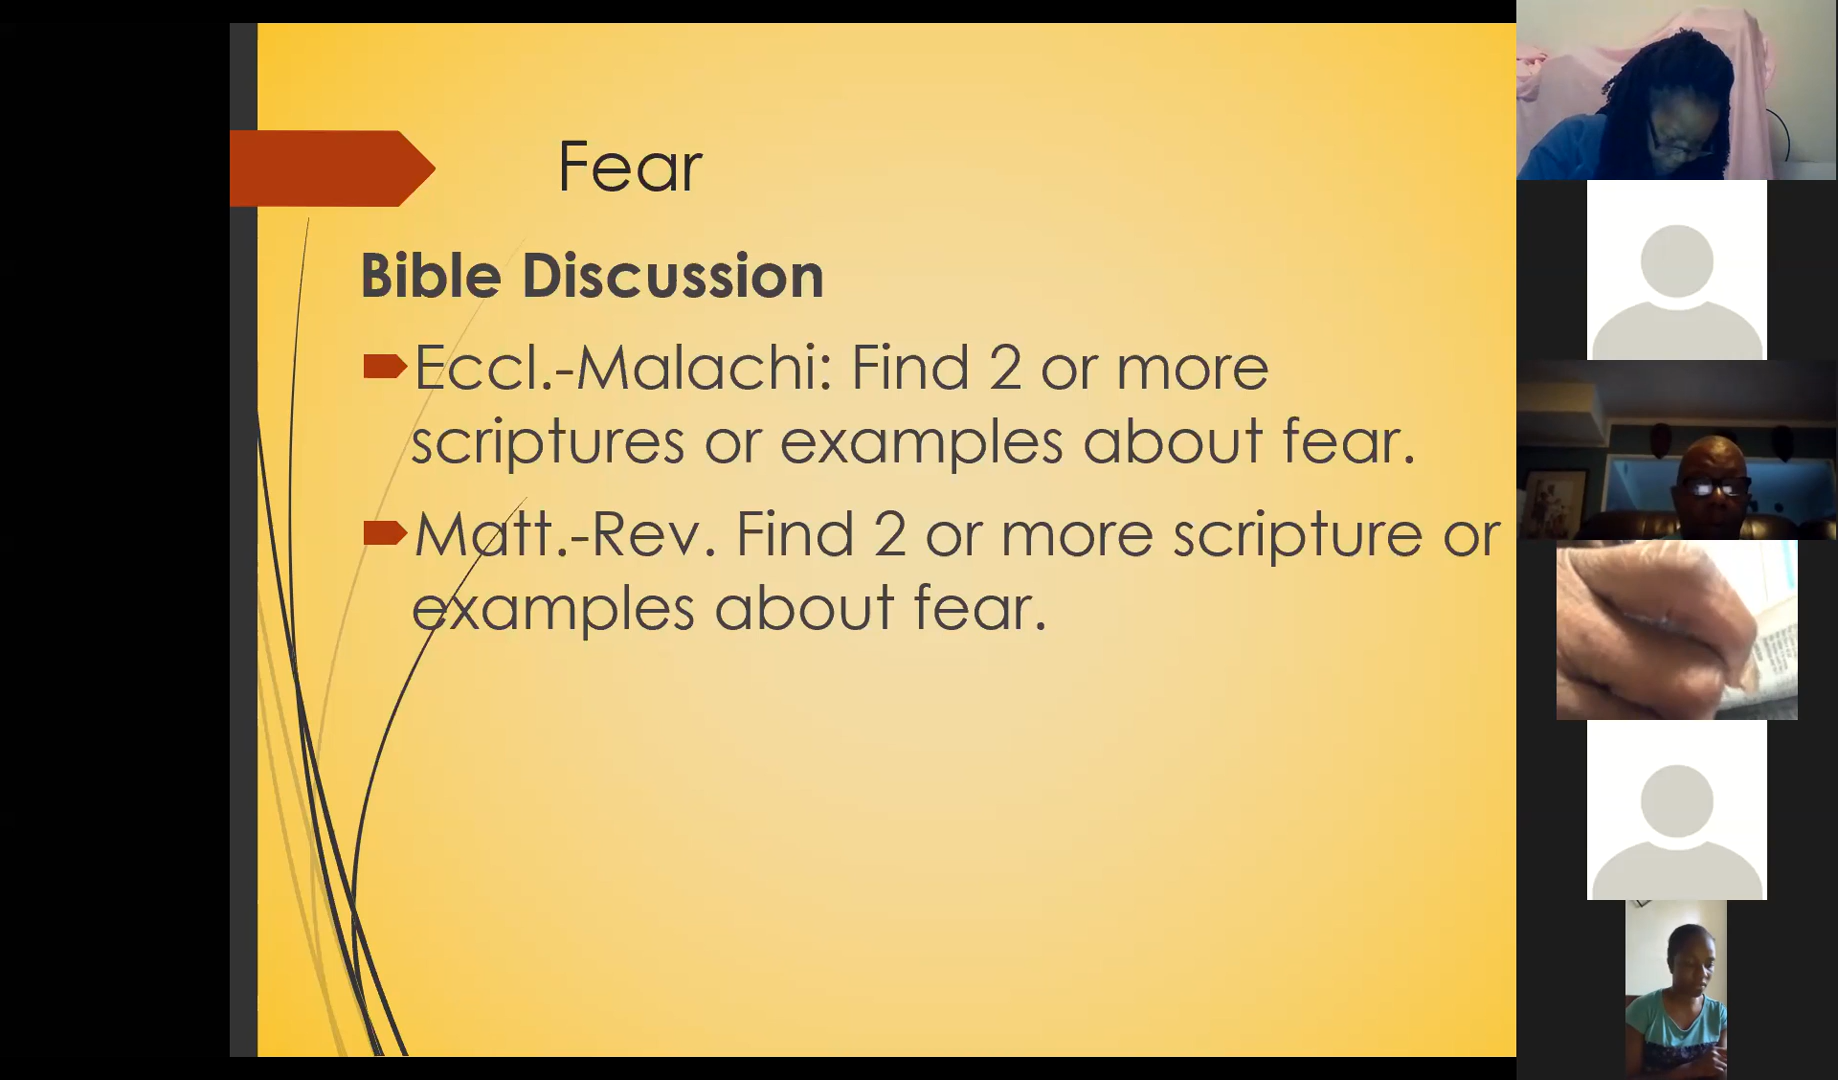 Fear
Bible Discussion
Eccl.-Malachi: Find 2 or more
scriptures or examples about fear.
Matt.-Rev. Find 2 or more scripture or
examples about fear.